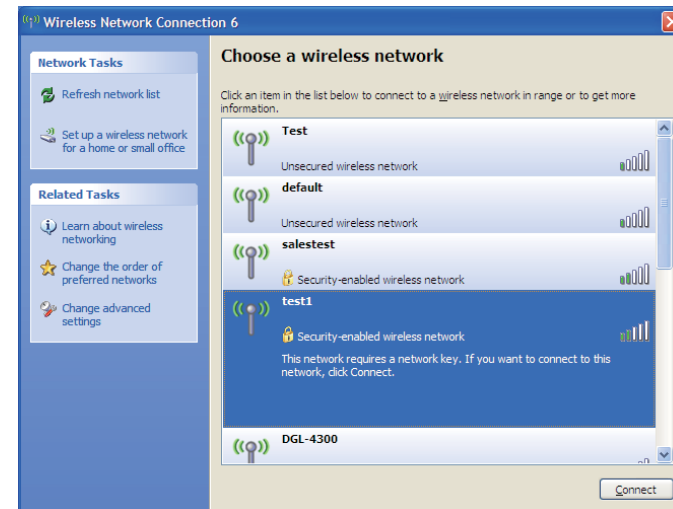 Wireless Network Connection 6
Network Tasks
Refresh network list
Set up a wireless network
for a home or small office
Related Tasks
Learn about wireless
networking
Change the order of
preferred networks
Change advanced
settings
Choose a wireless network
Click an item in the list below to connect to a wireless network in range or to get more
information.
Test
Unsecured wireless network
default
Unsecured wireless network
salestest
Security-enabled wireless network
test1
Security-enabled wireless network
This network requires a network key. If you want to connect to this
network, click Connect.
DGL-4300
Connect